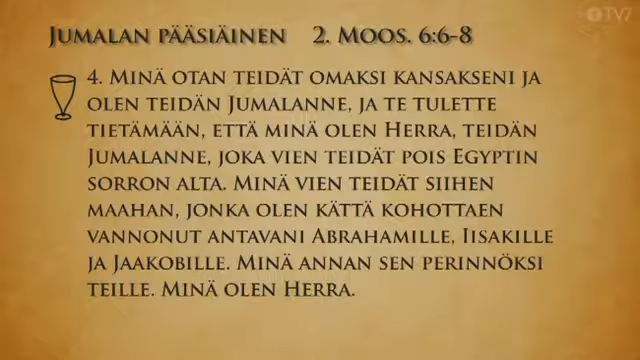 TV7
Jumalan pääsiäinen 2. Moos. 6:6-8
4. Minä otan teidät omaksi kansakseni ja
olen teidän Jumalanne, ja te tulette
tietämään, että minä olen Herra, teidän
Jumalanne, joka vien teidät pois Egyptin
sorron alta. Minä vien teidät siihen
maahan, jonka olen kättä kohottaen
vannonut antavani Abrahamille, Iisakille
ja Jaakobille. Minä annan sen perinnöksi
teille. Minä olen Herra.